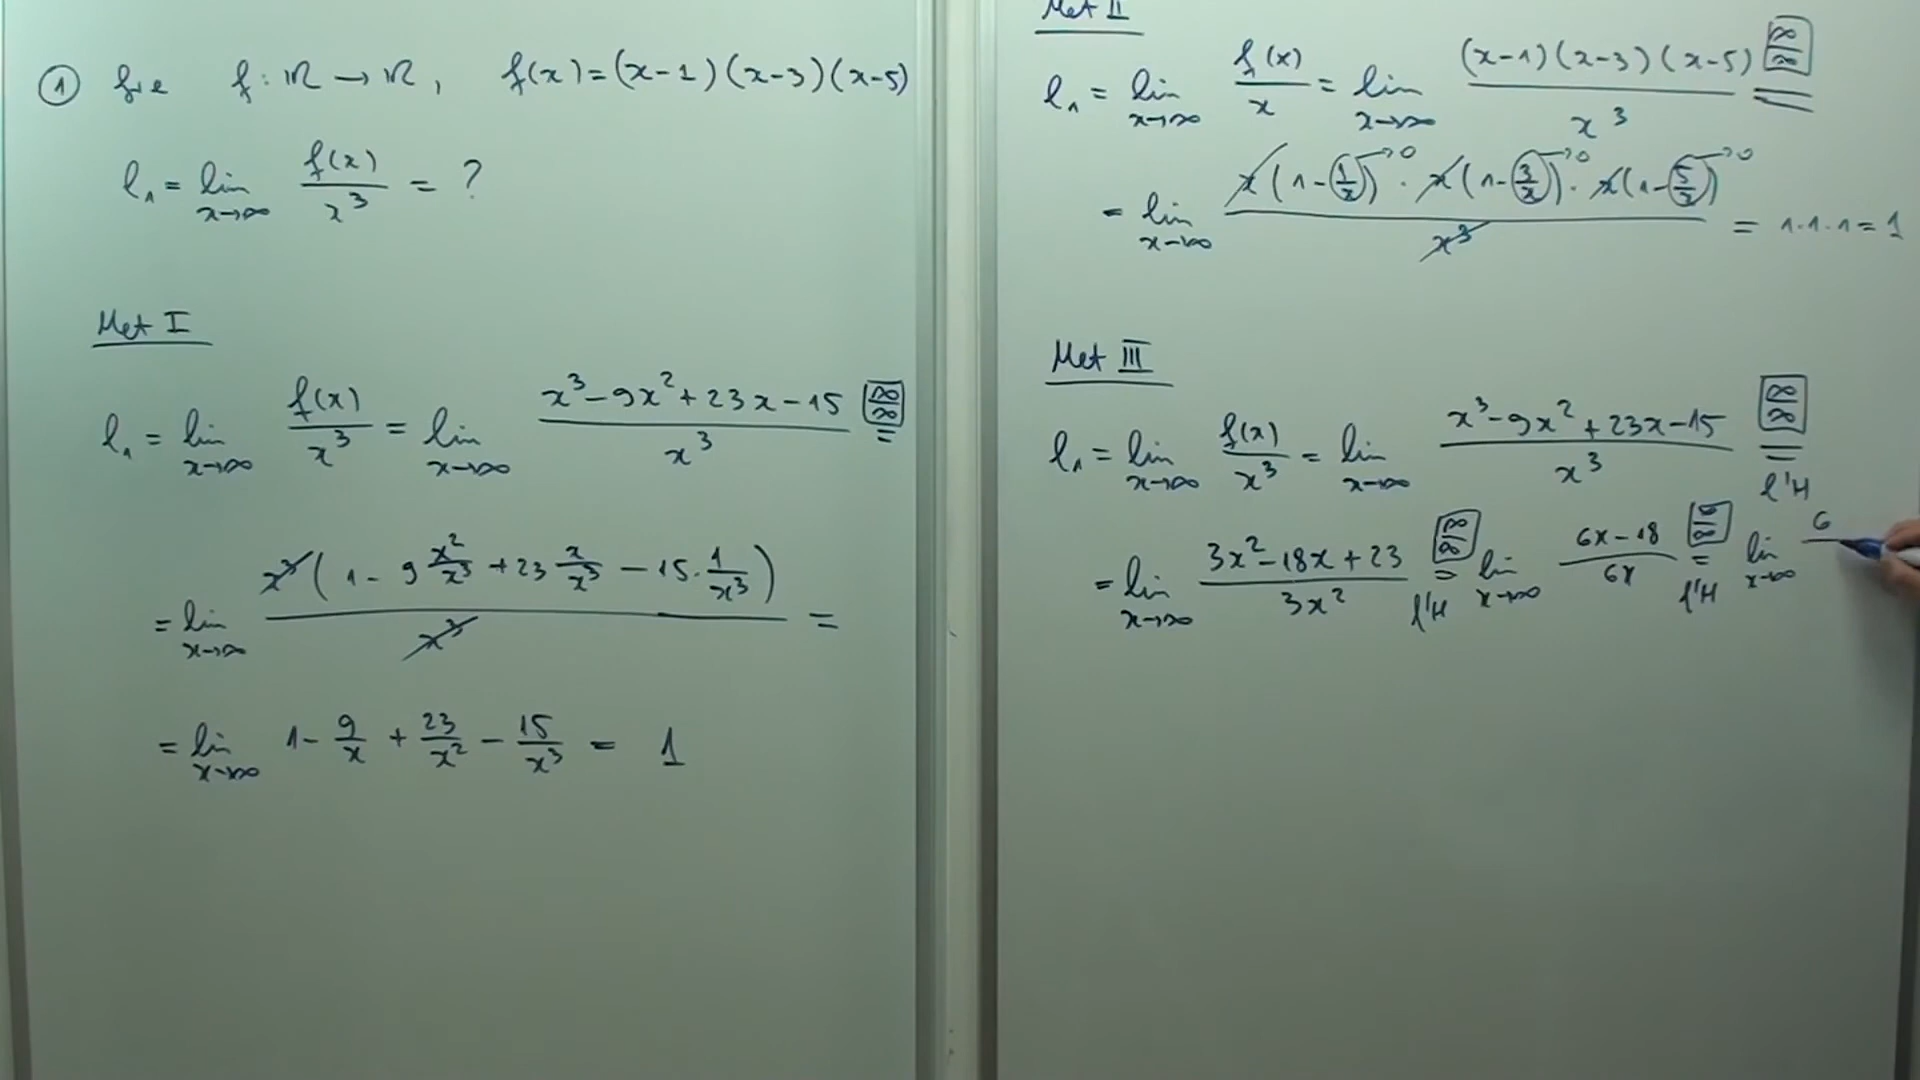 ① Fie f: ℝ → ℝ, f(x) = (x-1)(x-3)(x-5)
l₁ = lim_{x→∞} f(x)/x³ = ?
Met I
l₁ = lim_{x→∞} f(x)/x³ = lim_{x→∞} (x³-9x²+23x-15)/x³ [∞/∞] =
= lim_{x→∞} x³(1 - 9 x²/x³ + 23 x/x³ - 15·1/x³)/x³ =
= lim_{x→∞} 1 - 9/x + 23/x² - 15/x³ = 1
Met II
l₁ = lim_{x→∞} f(x)/x = lim_{x→∞} (x-1)(x-3)(x-5)/x³ [∞/∞] =
= lim_{x→∞} x(1-1/x)→0 · x(1-3/x)→0 · x(1-5/x)→0 / x³ = 1·1·1=1
Met III
l₁ = lim_{x→∞} f(x)/x³ = lim_{x→∞} (x³-9x²+23x-15)/x³ [∞/∞] = l'H
= lim_{x→∞} (3x²-18x+23)/3x² [∞/∞] = l'H lim_{x→∞} (6x-18)/6x [∞/∞] = l'H lim_{x→∞} 6/